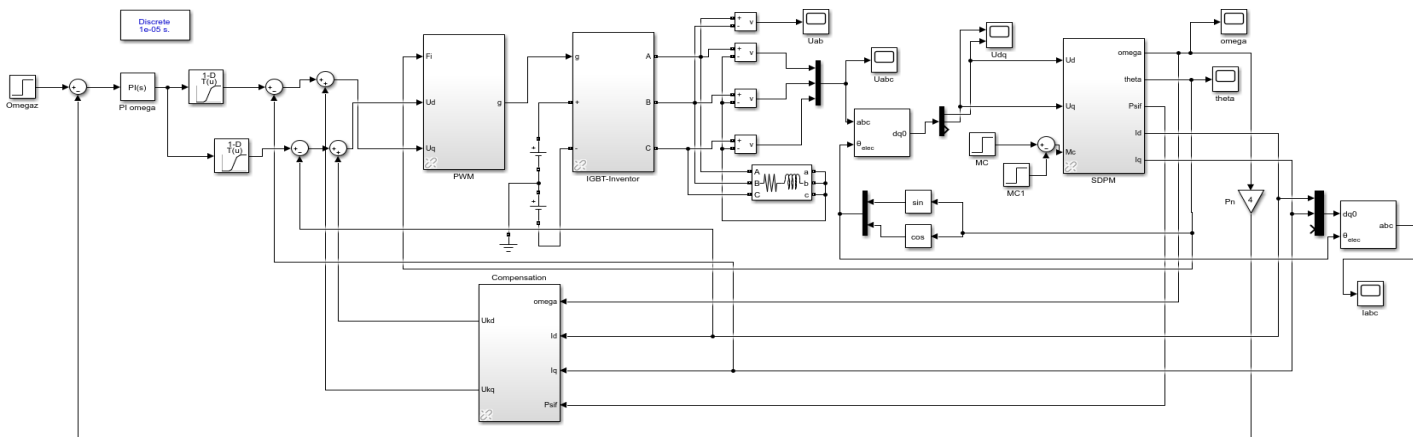 Discrete
1e-05 s.
Omegaz
PI(s)
PI omega
1-D
T(u)
1-D
T(u)
Fi
Ud
Uq
g
PWM
g
+
-
A
B
C
IGBT-Inventor
+
-
v
+
-
v
+
-
v
+
-
v
Uab
Uabc
A
B
C
a
b
c
abc
θelec
dq0
Udq
MC
MC1
sin
cos
Ud
Uq
Mc
omega
theta
Psif
Id
Iq
SDPM
omega
theta
Pn
4
dq0
θelec
abc
Iabc
Compensation
Ukd
Ukq
omega
Id
Iq
Psif